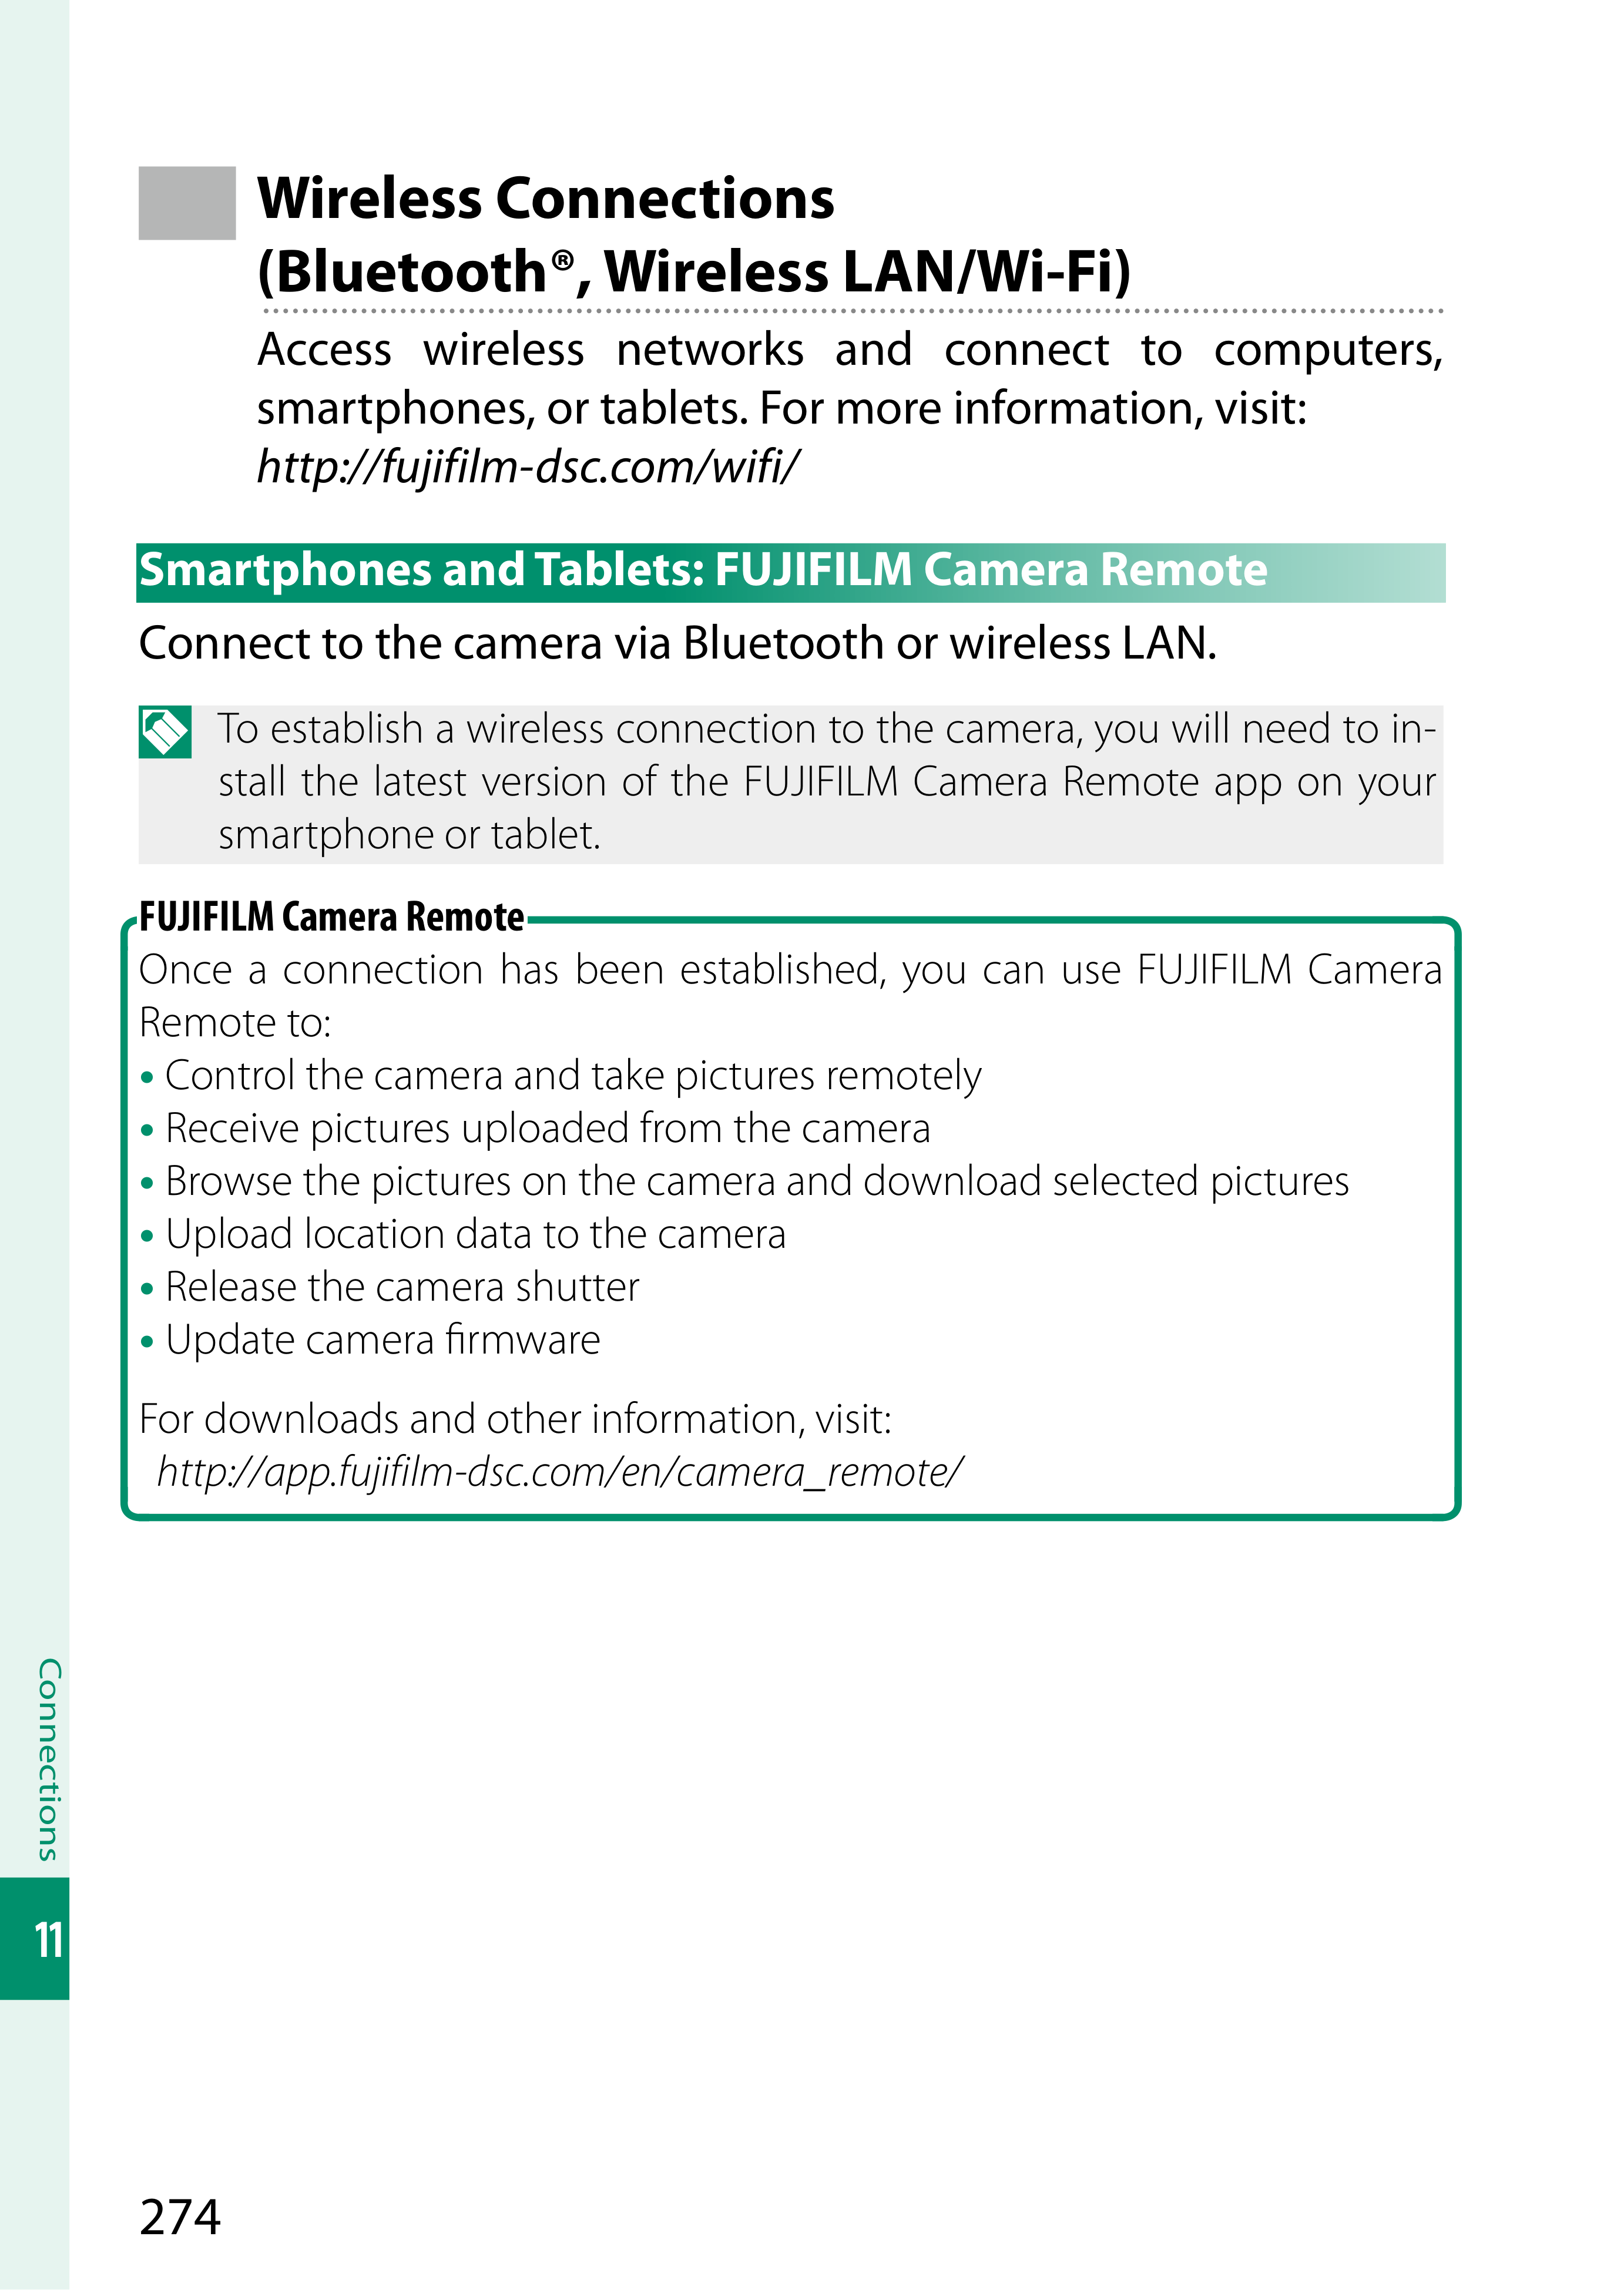 Wireless Connections
(Bluetooth®, Wireless LAN/Wi-Fi)
Access wireless networks and connect to computers,
smartphones, or tablets. For more information, visit:
http://fujifilm-dsc.com/wifi/
Smartphones and Tablets: FUJIFILM Camera Remote
Connect to the camera via Bluetooth or wireless LAN.
To establish a wireless connection to the camera, you will need to in-
stall the latest version of the FUJIFILM Camera Remote app on your
smartphone or tablet.
FUJIFILM Camera Remote
Once a connection has been established, you can use FUJIFILM Camera
Remote to:
• Control the camera and take pictures remotely
• Receive pictures uploaded from the camera
• Browse the pictures on the camera and download selected pictures
• Upload location data to the camera
• Release the camera shutter
• Update camera firmware
For downloads and other information, visit:
http://app.fujifilm-dsc.com/en/camera_remote/
Connections
11
274